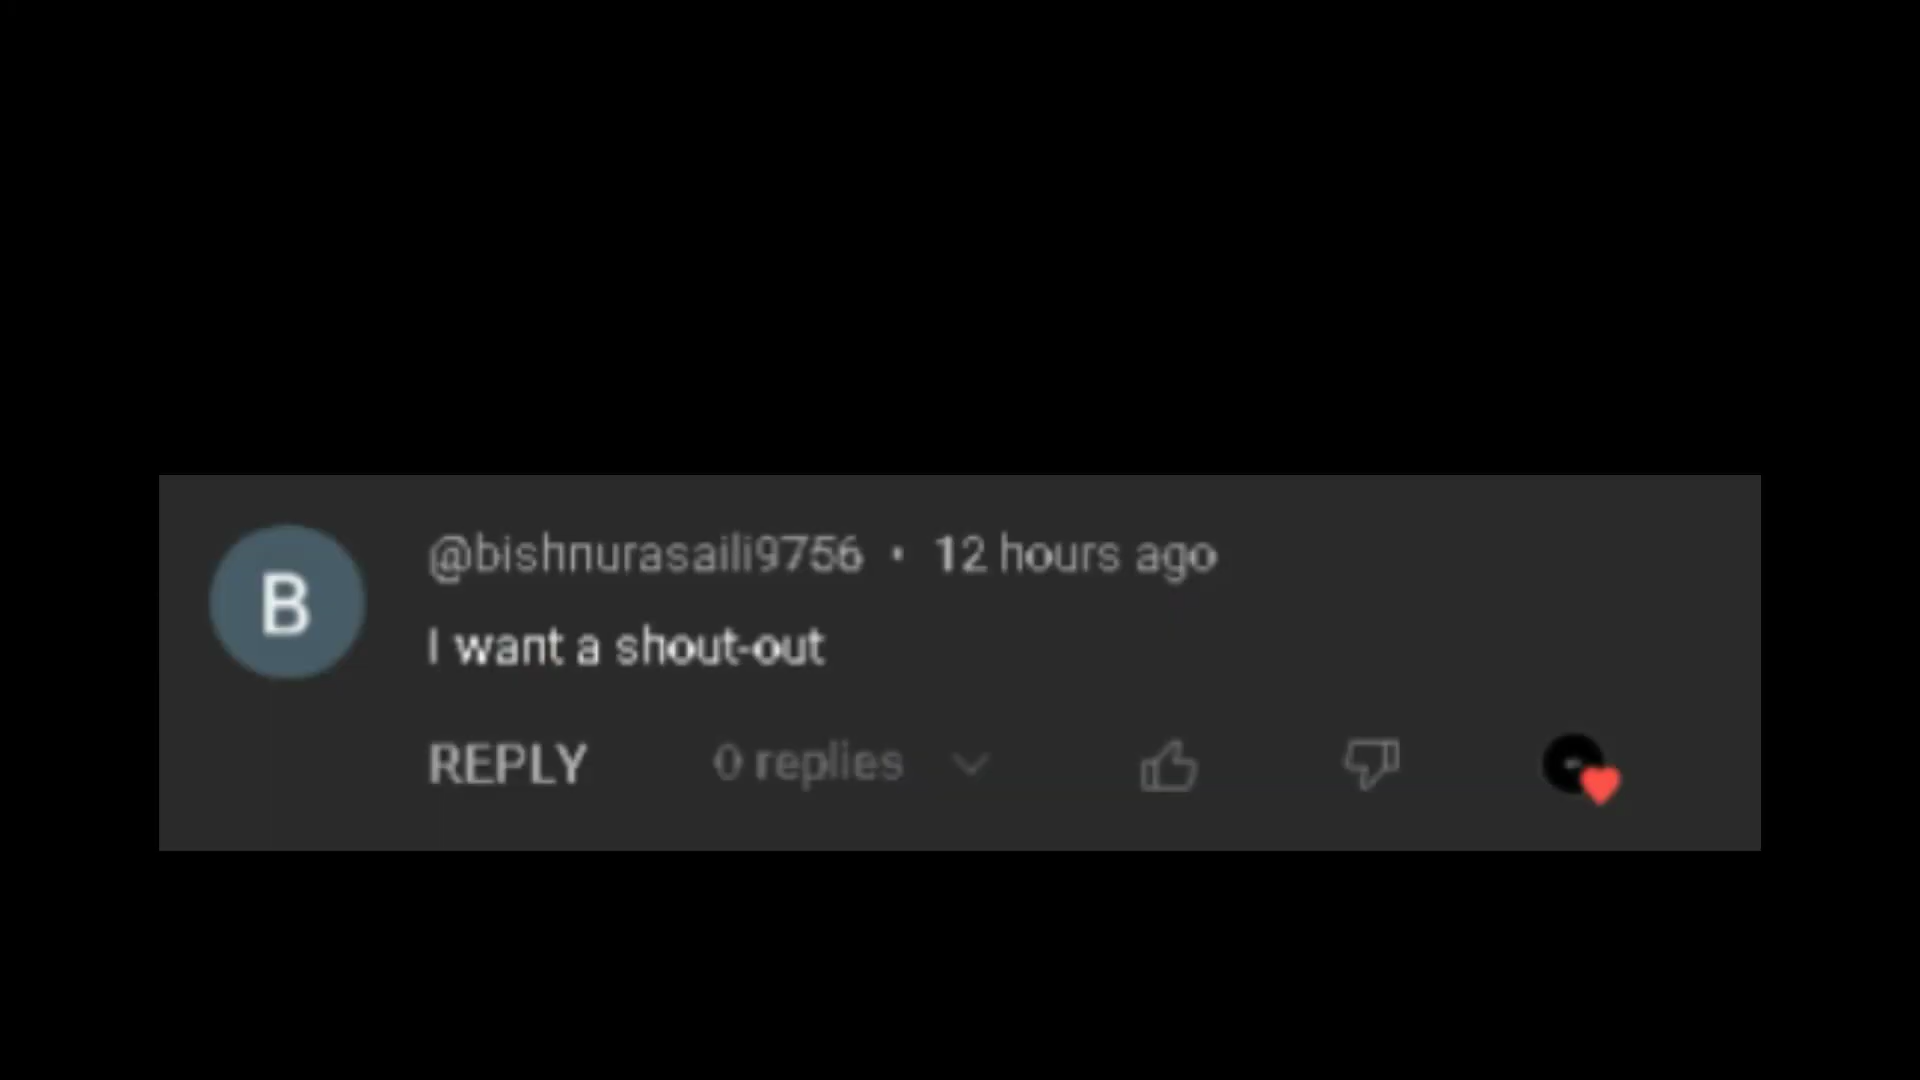 B
@bishnurasaili9756 • 12 hours ago
I want a shout-out
REPLY 0 replies